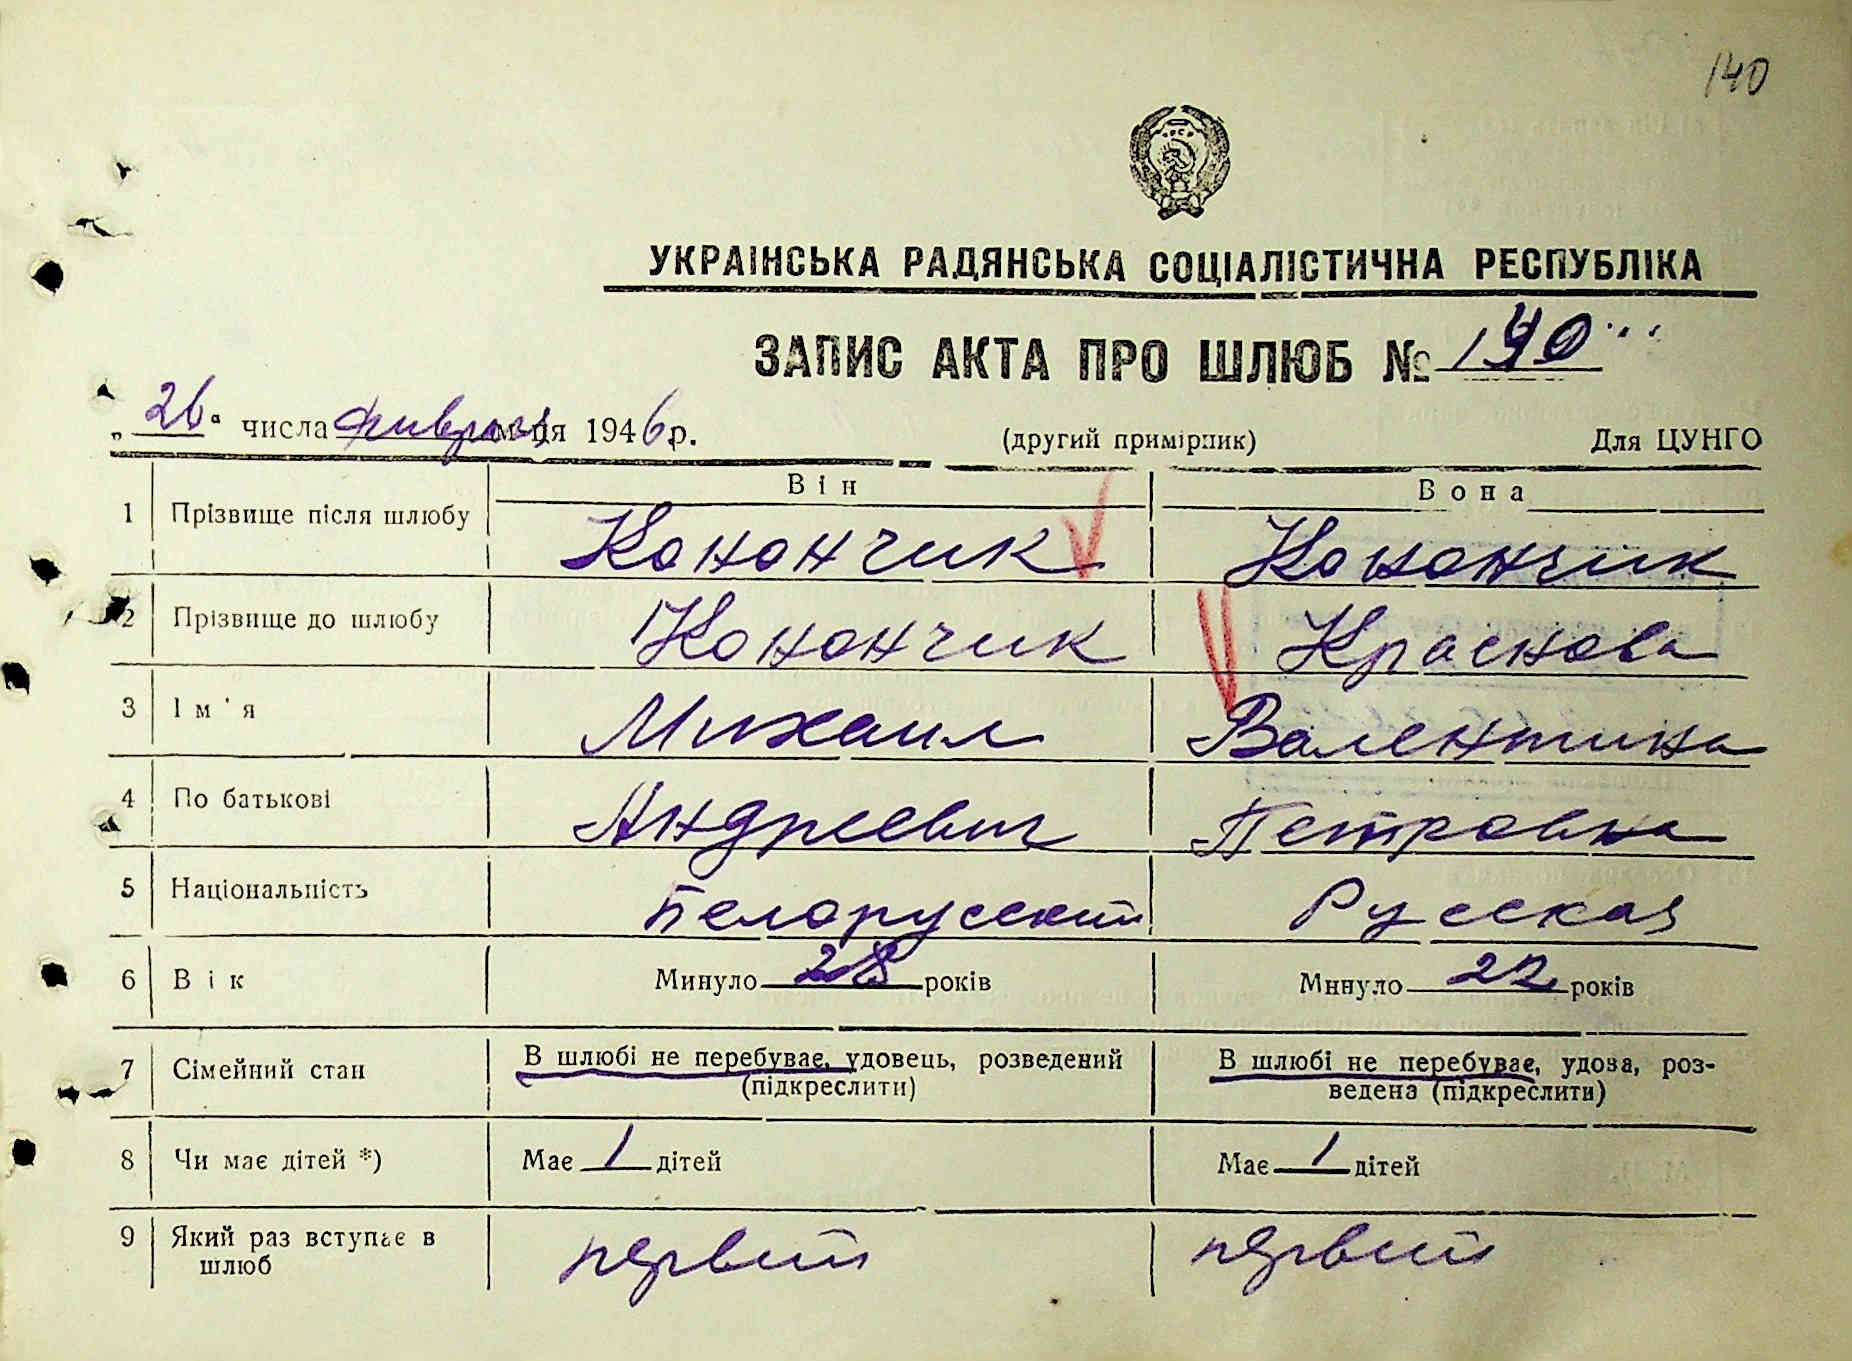 140
УКРАЇНСЬКА РАДЯНСЬКА СОЦІАЛІСТИЧНА РЕСПУБЛІКА
ЗАПИС АКТА ПРО ШЛЮБ № 140
„26“ числа февраля м-ця 1946 р. (другий примірник) Для ЦУНГО
Він Вона
1 Прізвище після шлюбу Конончик Конончик
2 Прізвище до шлюбу Конончик Краснова
3 Ім'я Михаил Валентина
4 По батькові Андреевич Петровна
5 Національність Белорусский Русская
6 Вік Минуло 28 років Минуло 22 років
7 Сімейний стан В шлюбі не перебуває, удовець, розведений (підкреслити) В шлюбі не перебуває, удова, роз-
ведена (підкреслити)
8 Чи має дітей *) Має 1 дітей Має 1 дітей
9 Який раз вступає в шлюб первый первый